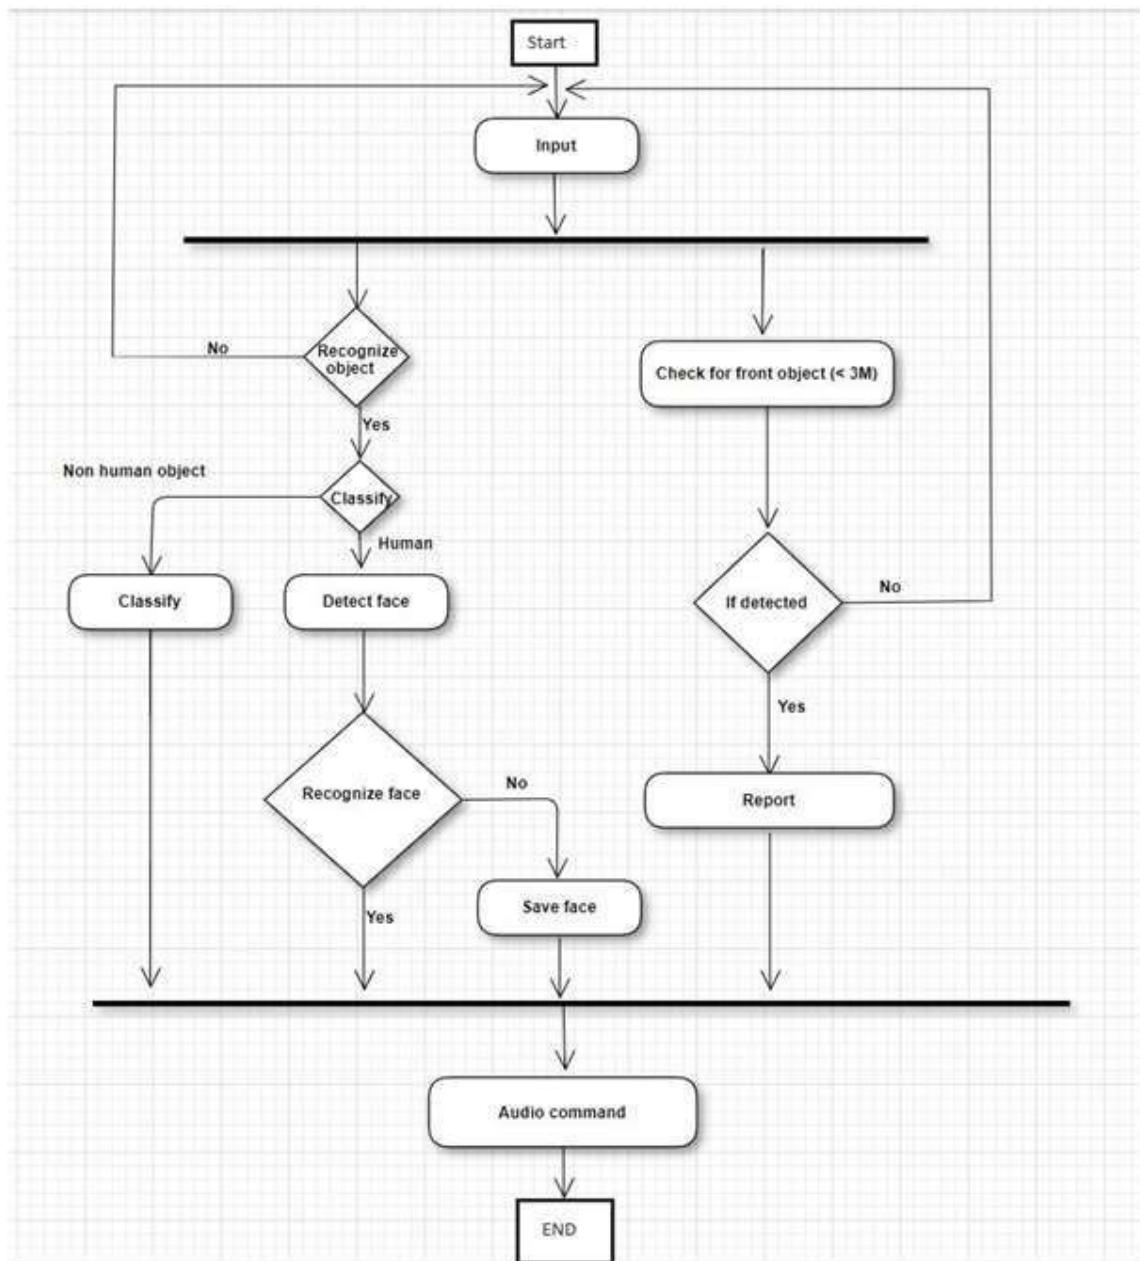 Start
Input
No
Recognize
object
Check for front object (< 3M)
Yes
Non human object
Classify
Human
Classify
Detect face
If detected
No
Yes
Recognize face
No
Report
Yes
Save face
Audio command
END